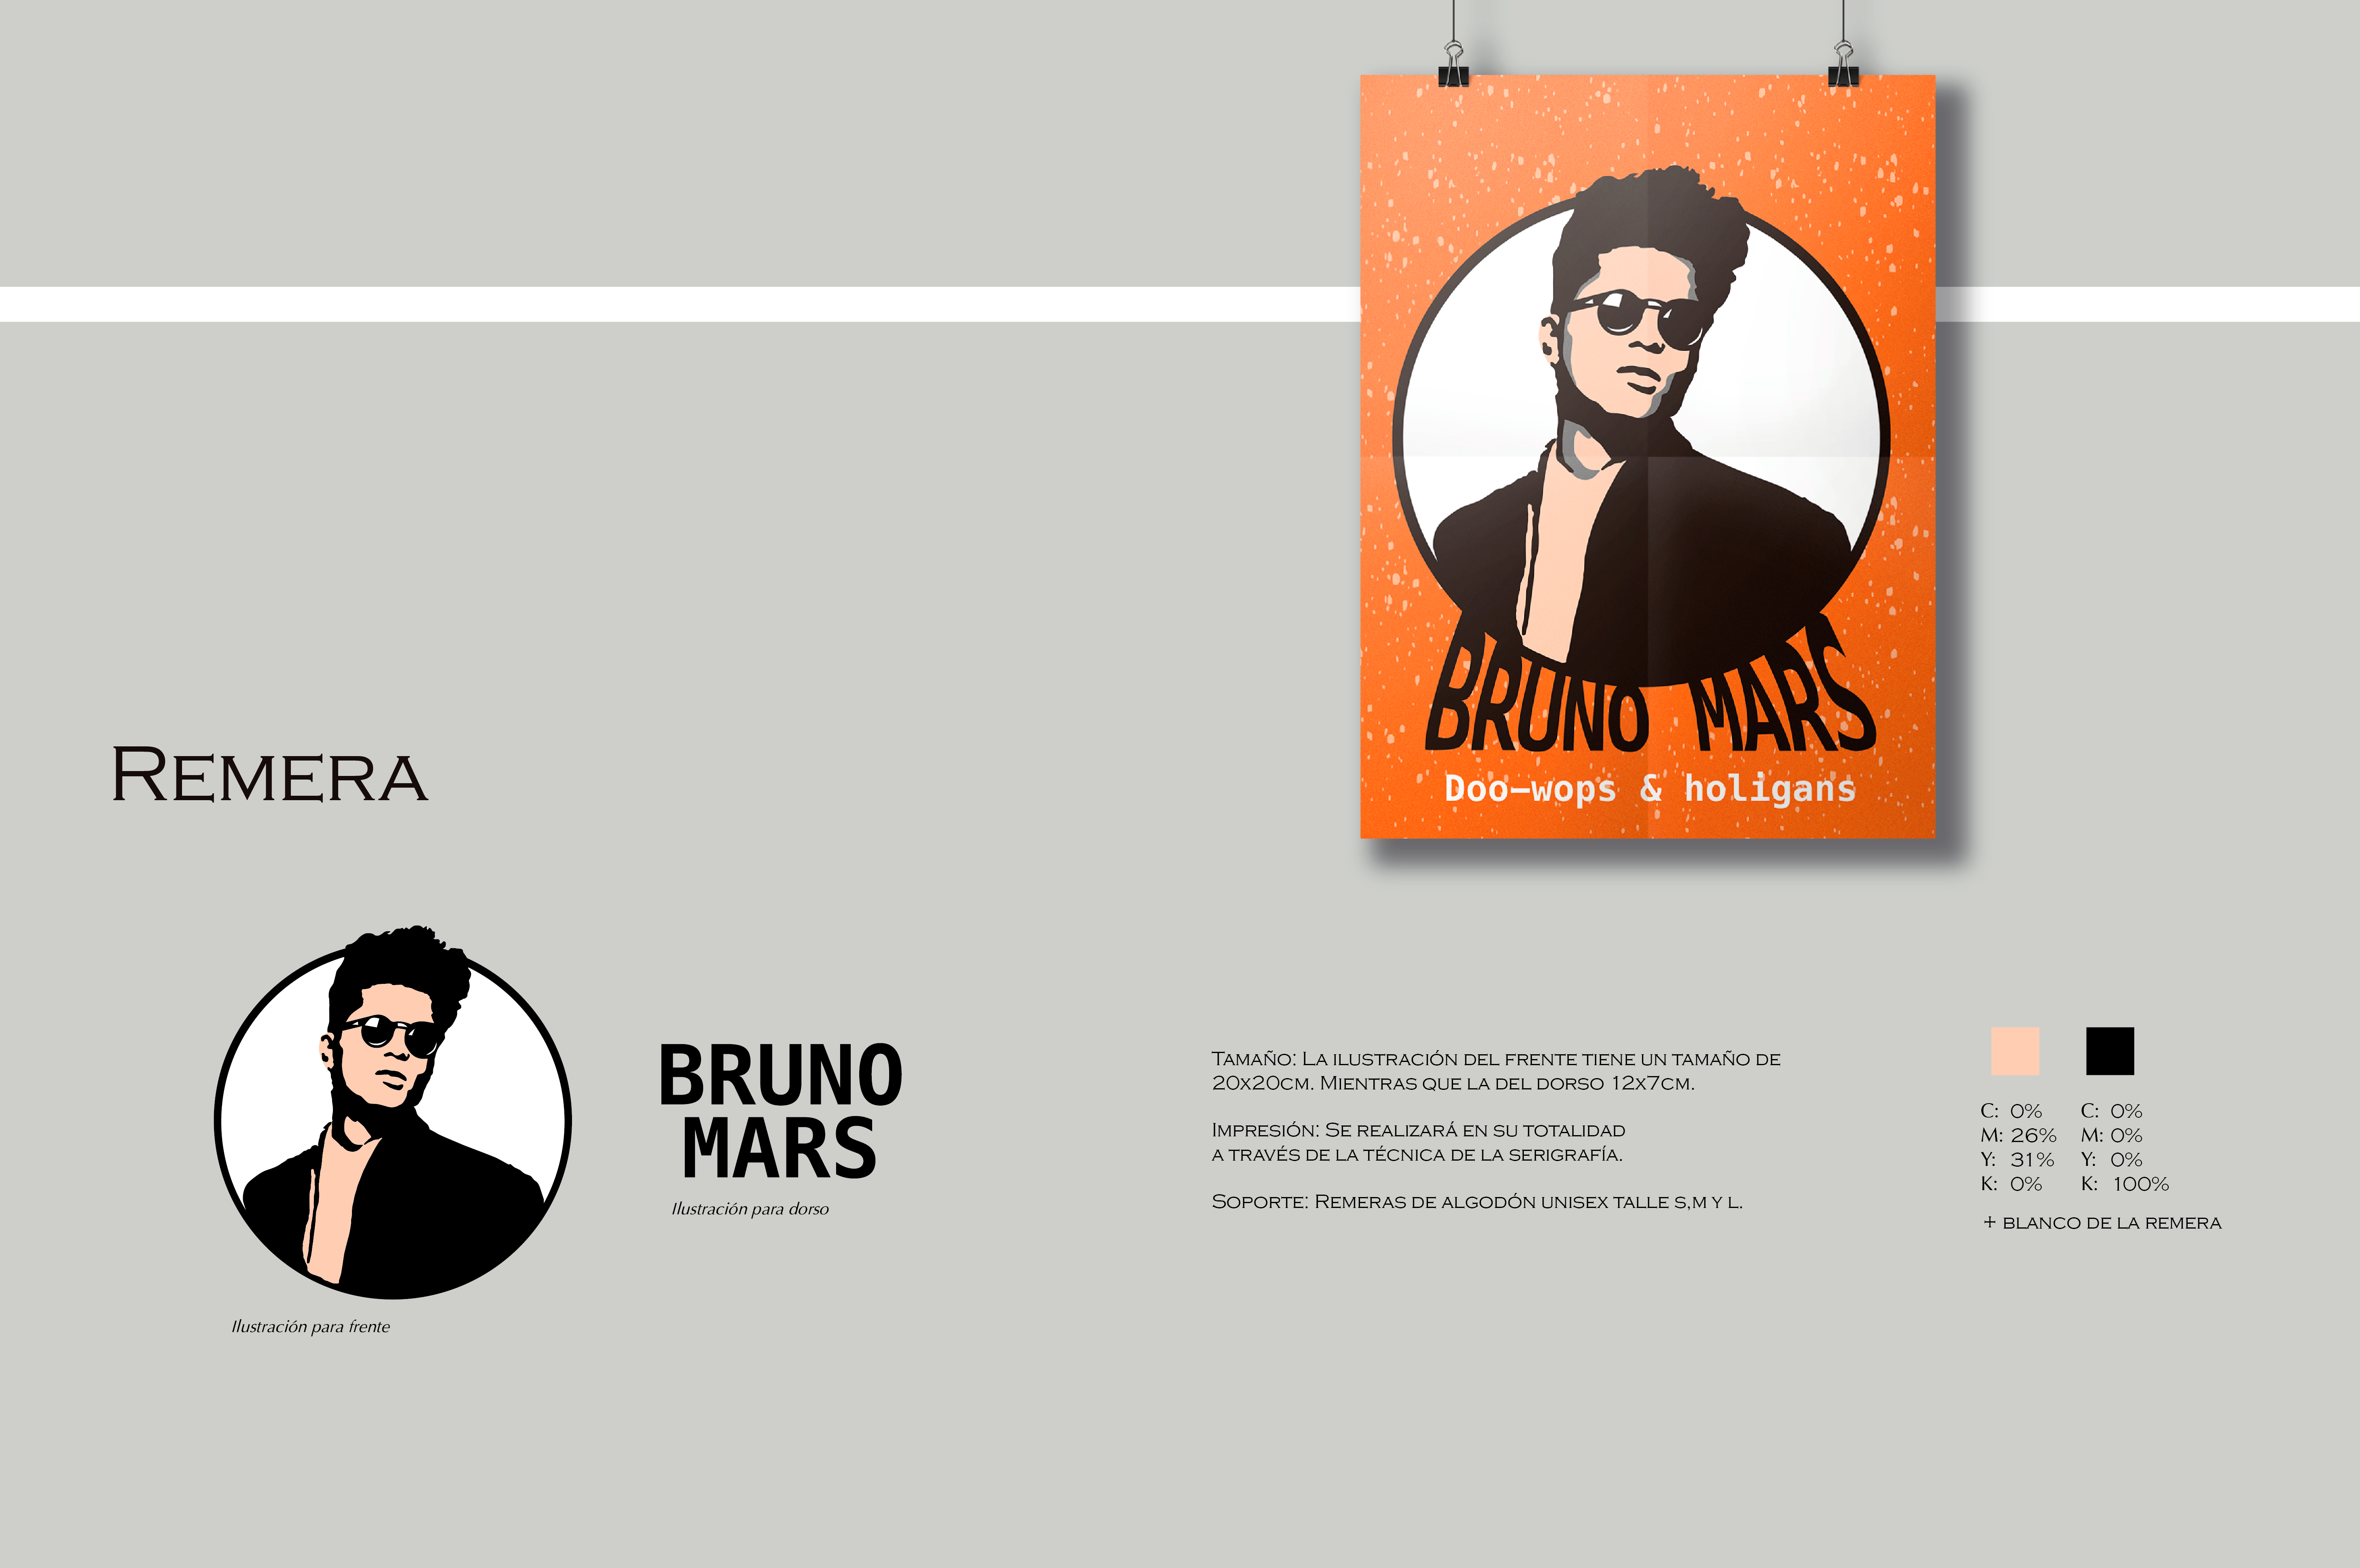 BRUNO MARS
Doo-wops & holigans
REMERA
BRUNO
MARS
Ilustración para dorso
Ilustración para frente
TAMAÑO: LA ILUSTRACIÓN DEL FRENTE TIENE UN TAMAÑO DE
20X20CM. MIENTRAS QUE LA DEL DORSO 12X7CM.
IMPRESIÓN: SE REALIZARÁ EN SU TOTALIDAD
A TRAVÉS DE LA TÉCNICA DE LA SERIGRAFÍA.
SOPORTE: REMERAS DE ALGODÓN UNISEX TALLE S,M Y L.
C: 0%
M: 26%
Y: 31%
K: 0%
C: 0%
M: 0%
Y: 0%
K: 100%
+ BLANCO DE LA REMERA